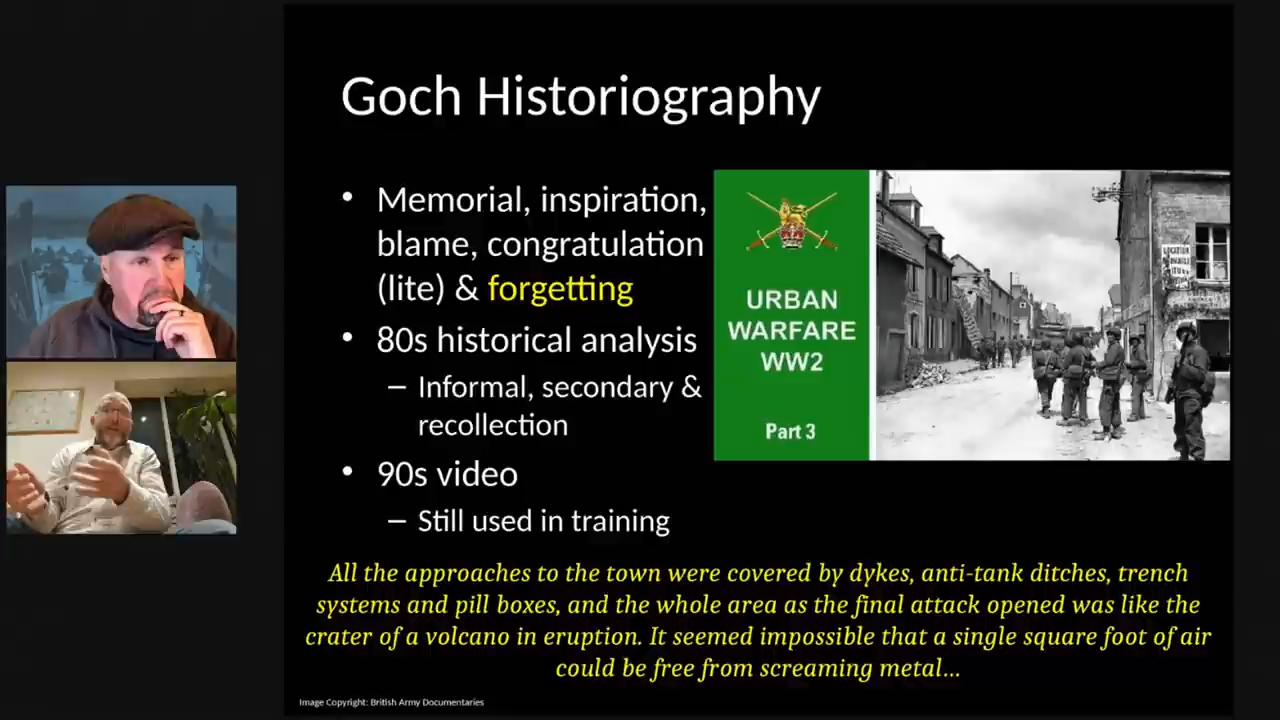 Goch Historiography
• Memorial, inspiration,
blame, congratulation
(lite) & forgetting
• 80s historical analysis
– Informal, secondary &
recollection
• 90s video
– Still used in training
URBAN
WARFARE
WW2
Part 3
All the approaches to the town were covered by dykes, anti-tank ditches, trench
systems and pill boxes, and the whole area as the final attack opened was like the
crater of a volcano in eruption. It seemed impossible that a single square foot of air
could be free from screaming metal…
Image Copyright: British Army Documentaries